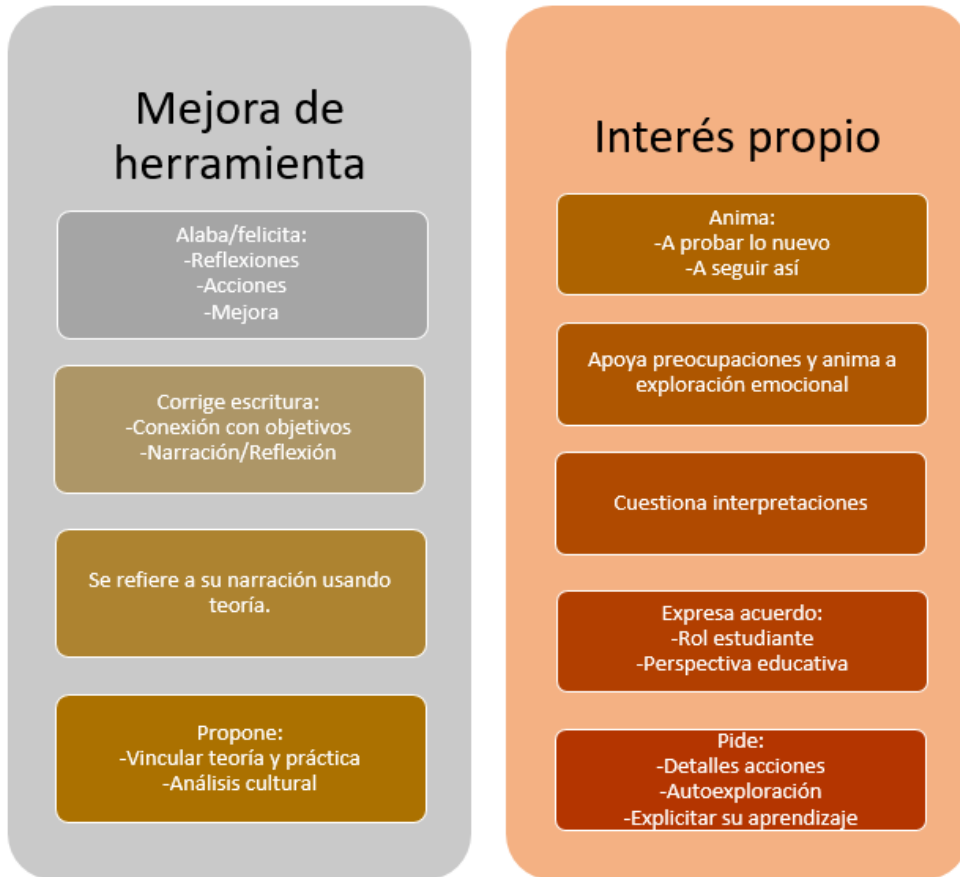 Mejora de
herramienta
Alaba/felicita:
-Reflexiones
-Acciones
-Mejora
Corrige escritura:
-Conexión con objetivos
-Narración/Reflexión
Se refiere a su narración usando
teoría.
Propone:
-Vincular teoría y práctica
-Análisis cultural
Interés propio
Anima:
-A probar lo nuevo
-A seguir así
Apoya preocupaciones y anima a
exploración emocional
Cuestiona interpretaciones
Expresa acuerdo:
-Rol estudiante
-Perspectiva educativa
Pide:
-Detalles acciones
-Autoexploración
-Explicitar su aprendizaje